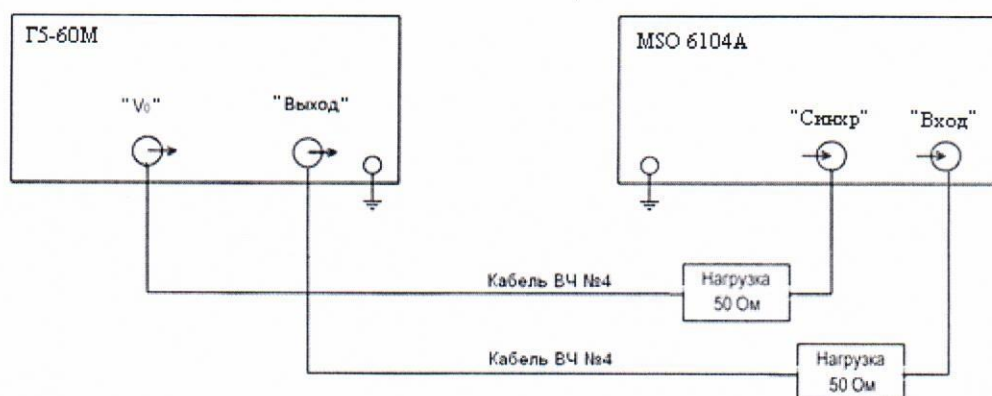 Г5-60М
MSO 6104A
"V₀"
"Выход"
"Синхр"
"Вход"
Кабель ВЧ №4
Нагрузка
50 Ом
Кабель ВЧ №4
Нагрузка
50 Ом